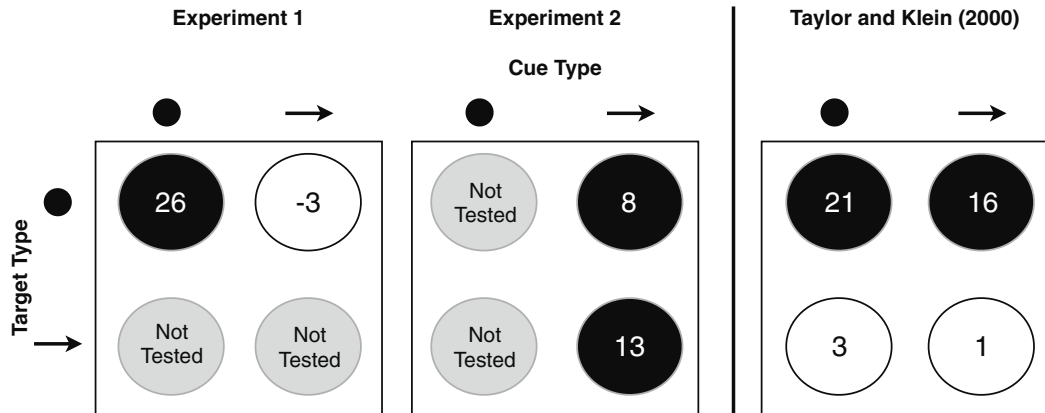 Experiment 1
Experiment 2
Taylor and Klein (2000)
Cue Type
Target Type
26
-3
Not
Tested
8
21
16
Not
Tested
Not
Tested
Not
Tested
13
3
1